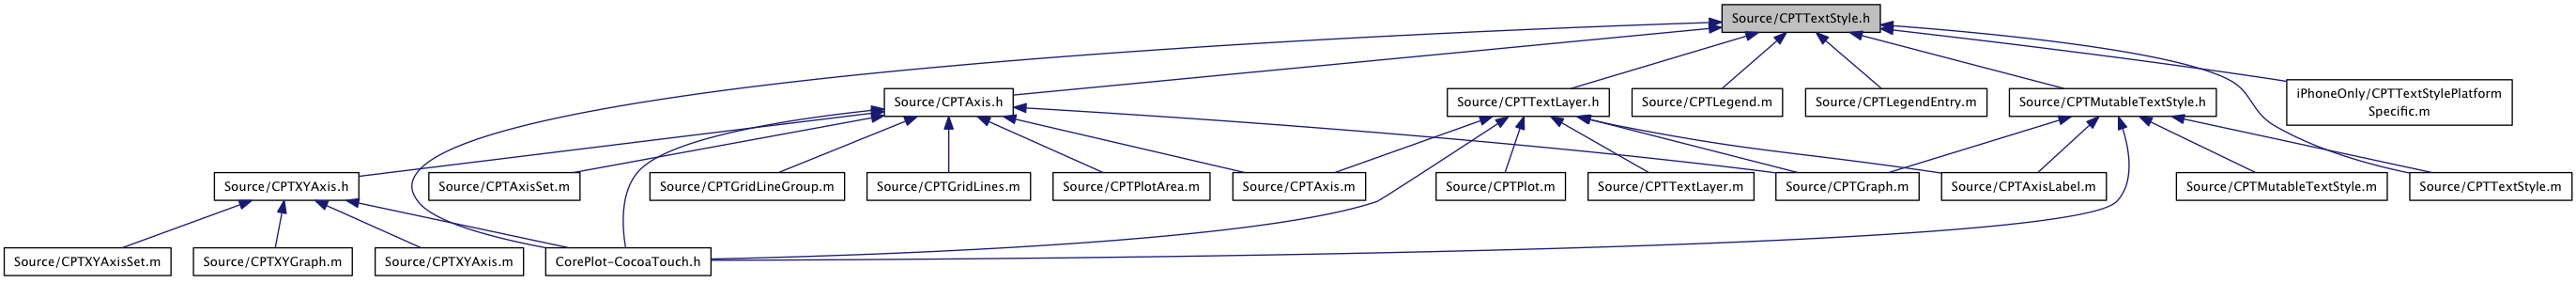 Source/CPTTextStyle.h
Source/CPTAxis.h
Source/CPTTextLayer.h
Source/CPTLegend.m
Source/CPTLegendEntry.m
Source/CPTMutableTextStyle.h
iPhoneOnly/CPTTextStylePlatform
Specific.m
Source/CPTXYAxis.h
Source/CPTAxisSet.m
Source/CPTGridLineGroup.m
Source/CPTGridLines.m
Source/CPTPlotArea.m
Source/CPTAxis.m
Source/CPTPlot.m
Source/CPTTextLayer.m
Source/CPTGraph.m
Source/CPTAxisLabel.m
Source/CPTMutableTextStyle.m
Source/CPTTextStyle.m
Source/CPTXYAxisSet.m
Source/CPTXYGraph.m
Source/CPTXYAxis.m
CorePlot-CocoaTouch.h